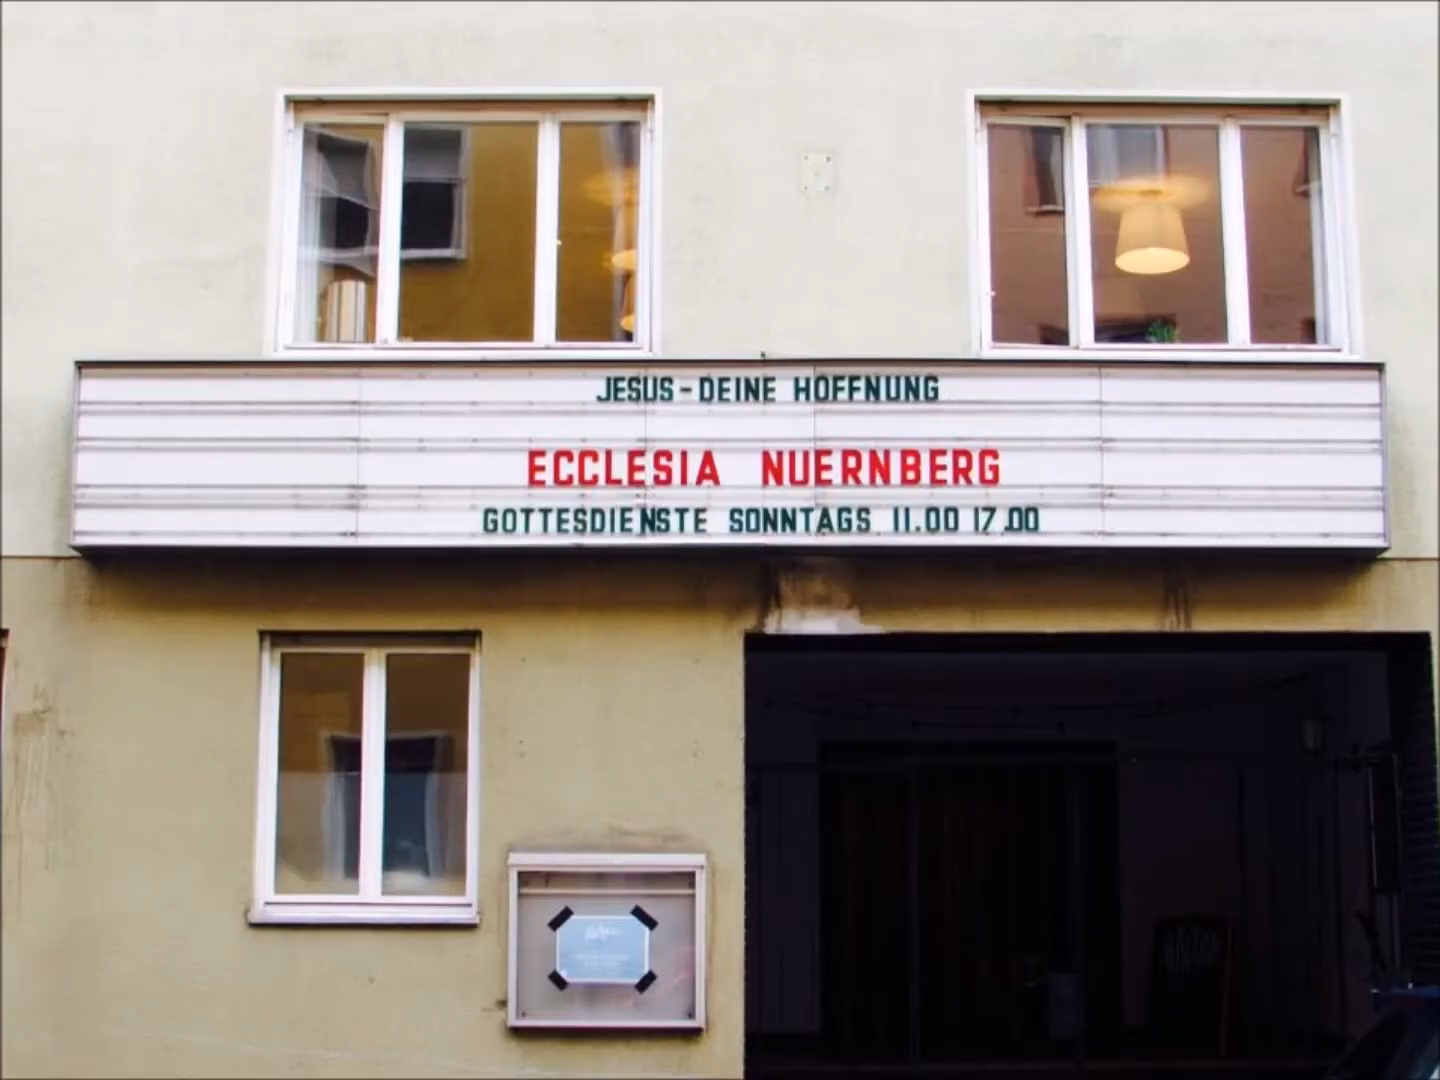 JESUS-DEINE HOFFNUNG
ECCLESIA NUERNBERG
GOTTESDIENSTE SONNTAGS 11.00 17.00